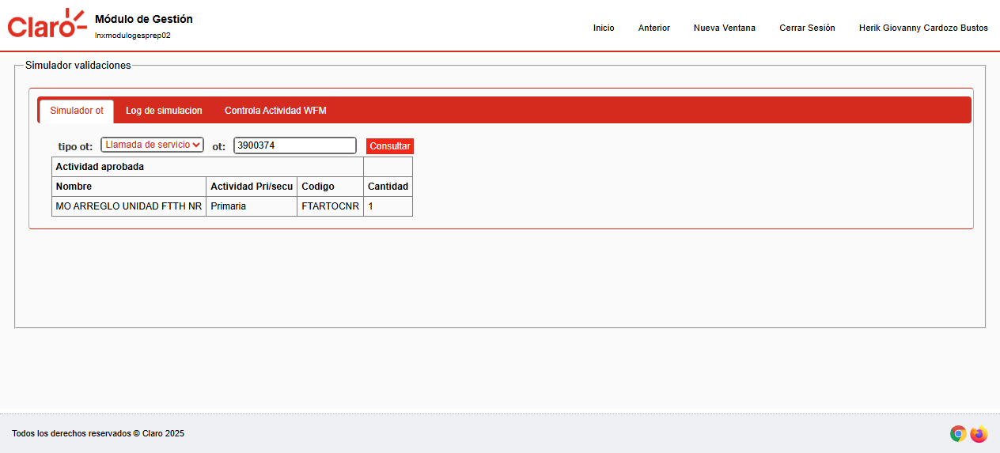 Claro
Módulo de Gestión
lnxmodulogesprep02
Inicio Anterior Nueva Ventana Cerrar Sesión Herik Giovanny Cardozo Bustos
Simulador validaciones
Simulador ot Log de simulacion Controla Actividad WFM
tipo ot: Llamada de servicio ot: 3900374 Consultar
Actividad aprobada
Nombre Actividad Pri/secu Codigo Cantidad
MO ARREGLO UNIDAD FTTH NR Primaria FTARTOCNR 1
Todos los derechos reservados © Claro 2025